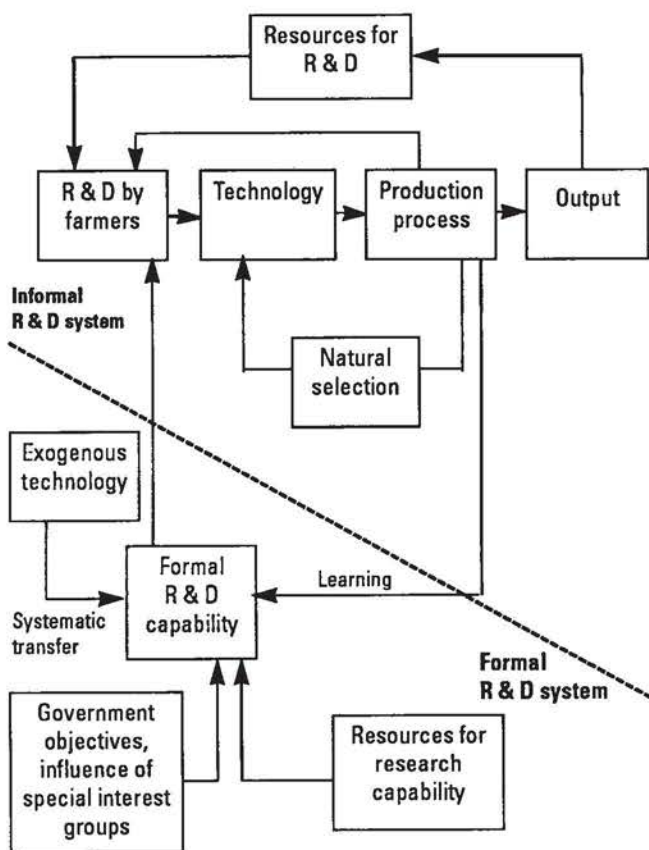 Resources for
R & D
R & D by
farmers
Technology
Production
process
Output
Informal
R & D system
Natural
selection
Exogenous
technology
Formal
R & D
capability
Learning
Systematic
transfer
Formal
R & D system
Government
objectives,
influence of
special interest
groups
Resources for
research
capability